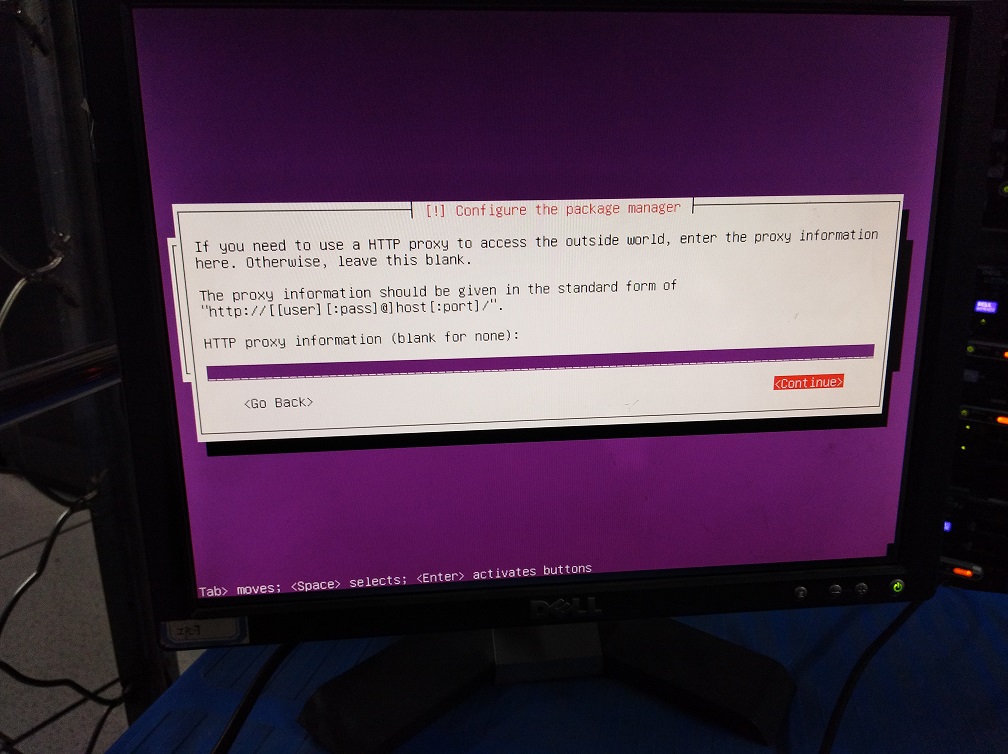 [!] Configure the package manager
If you need to use a HTTP proxy to access the outside world, enter the proxy information
here. Otherwise, leave this blank.
The proxy information should be given in the standard form of
"http://[[user][:pass]@]host[:port]/".
HTTP proxy information (blank for none):
<Go Back>
<Continue>
Tab> moves; <Space> selects; <Enter> activates buttons
DELL